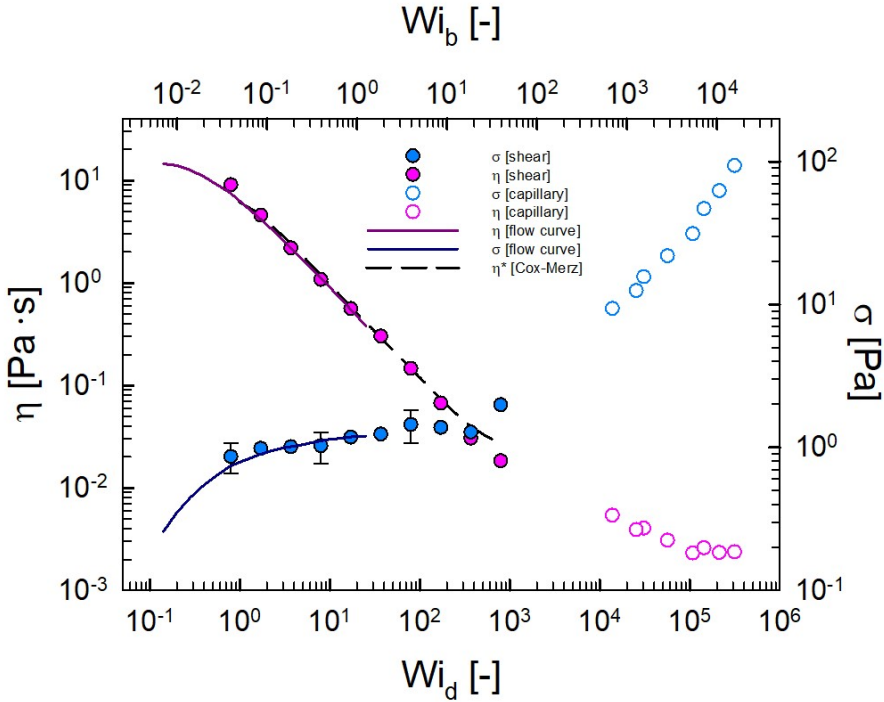 Wi_b [-]
10^-2 10^-1 10^0 10^1 10^2 10^3 10^4
σ [shear]
η [shear]
σ [capillary]
η [capillary]
η [flow curve]
σ [flow curve]
η* [Cox-Merz]
η [Pa·s]
10^1
10^0
10^-1
10^-2
10^-3
σ [Pa]
10^2
10^1
10^0
10^-1
10^-1 10^0 10^1 10^2 10^3 10^4 10^5 10^6
Wi_d [-]